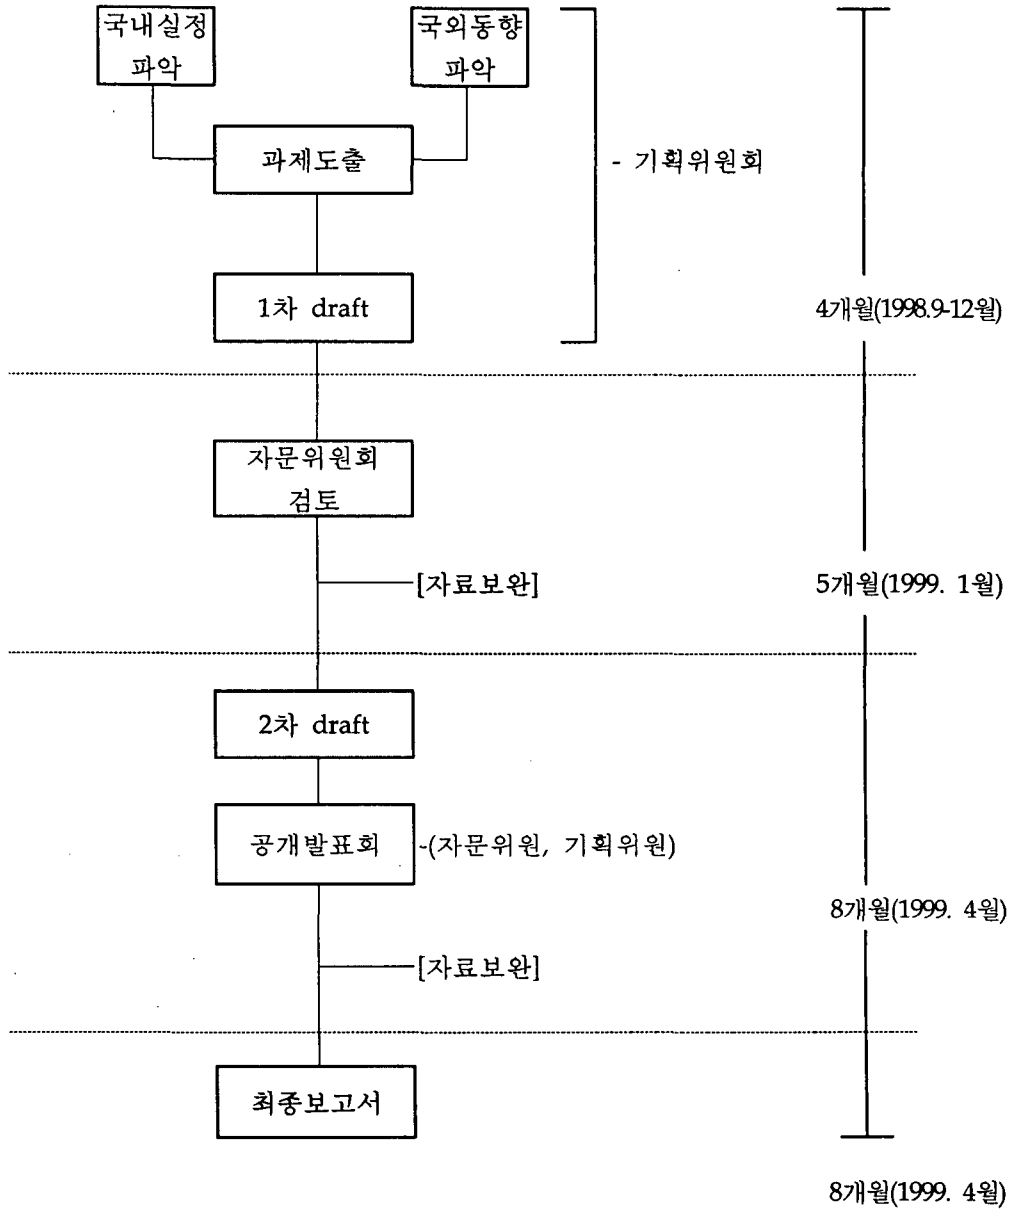 국내실정
파악
국외동향
파악
과제도출
- 기획위원회
1차 draft
4개월(1998.9-12월)
자문위원회
검토
[자료보완]
5개월(1999. 1월)
2차 draft
공개발표회
-(자문위원, 기획위원)
8개월(1999. 4월)
[자료보완]
최종보고서
8개월(1999. 4월)